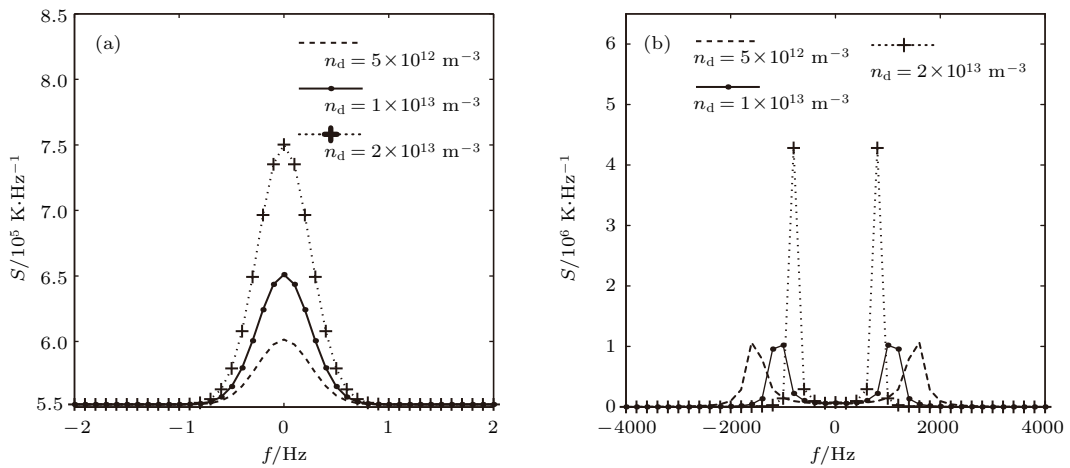 (a)
n_d = 5×10^12 m^−3
n_d = 1×10^13 m^−3
n_d = 2×10^13 m^−3
8.5
8.0
7.5
7.0
6.5
6.0
5.5
S/10^5 K·Hz^−1
−2
−1
0
1
2
f/Hz
(b)
n_d = 5×10^12 m^−3
n_d = 1×10^13 m^−3
n_d = 2×10^13 m^−3
6
5
4
3
2
1
0
S/10^6 K·Hz^−1
−4000
−2000
0
2000
4000
f/Hz